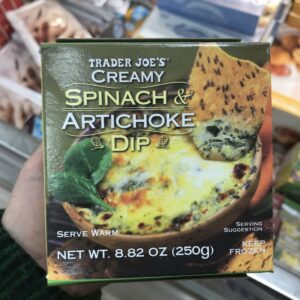 TRADER JOE'S
CREAMY
SPINACH &
ARTICHOKE
DIP
SERVE WARM
SERVING
SUGGESTION
NET WT. 8.82 OZ (250g)
KEEP
FROZEN